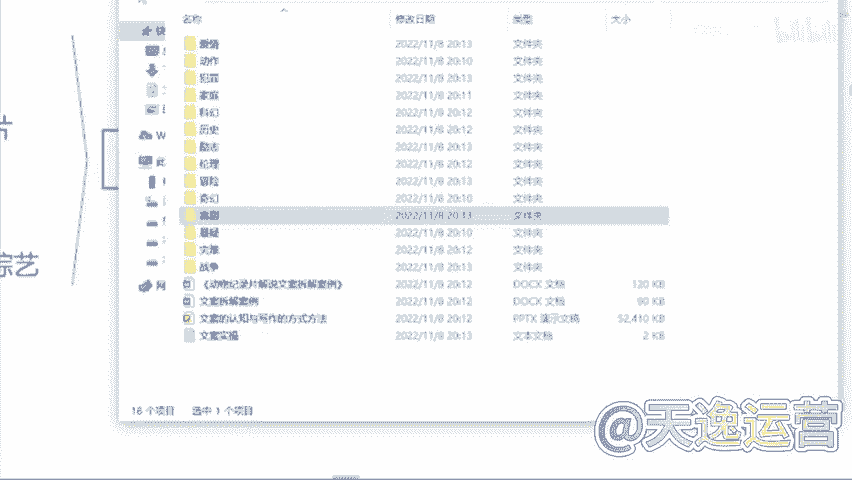 bilibili
名称 修改日期 类型 大小
快
爱情 2022/11/8 20:13 文件夹
动作 2022/11/8 20:10 文件夹
犯罪 2022/11/8 20:13 文件夹
家庭 2022/11/8 20:11 文件夹
科幻 2022/11/8 20:12 文件夹
历史 2022/11/8 20:12 文件夹
励志 2022/11/8 20:13 文件夹
伦理 2022/11/8 20:12 文件夹
冒险 2022/11/8 20:13 文件夹
奇幻 2022/11/8 20:10 文件夹
喜剧 2022/11/8 20:13 文件夹
悬疑 2022/11/8 20:10 文件夹
灾难 2022/11/8 20:12 文件夹
战争 2022/11/8 20:13 文件夹
《动物纪录片解说文案拆解案例》 2022/11/8 20:12 DOCX 文档 120 KB
文案拆解案例 2022/11/8 20:12 DOCX 文档 90 KB
文案的认知与写作的方式方法 2022/11/8 20:12 PPTX 演示文稿 52,410 KB
文案实操 2022/11/8 20:13 文本文档 2 KB
W
此
网
片
综艺
18 个项目 选中 1 个项目
@天逸运营